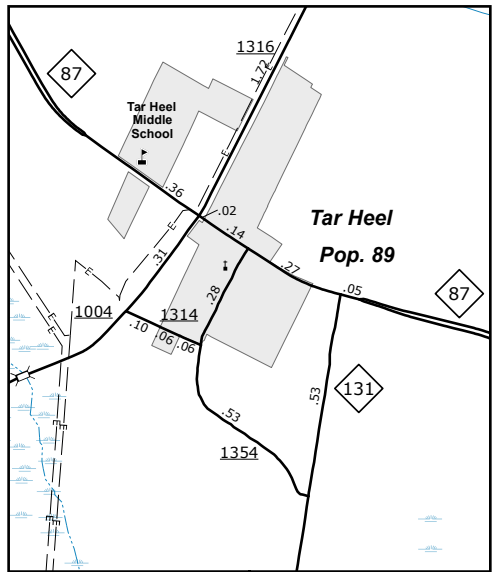 1316
87
1.72
E
Tar Heel
Middle
School
.36
.02
E
Tar Heel
.14
Pop. 89
.31
.27
E
.05
87
.28
E
1004
1314
E
.10
.06
.06
131
.53
.53
E
E
1354
E
E